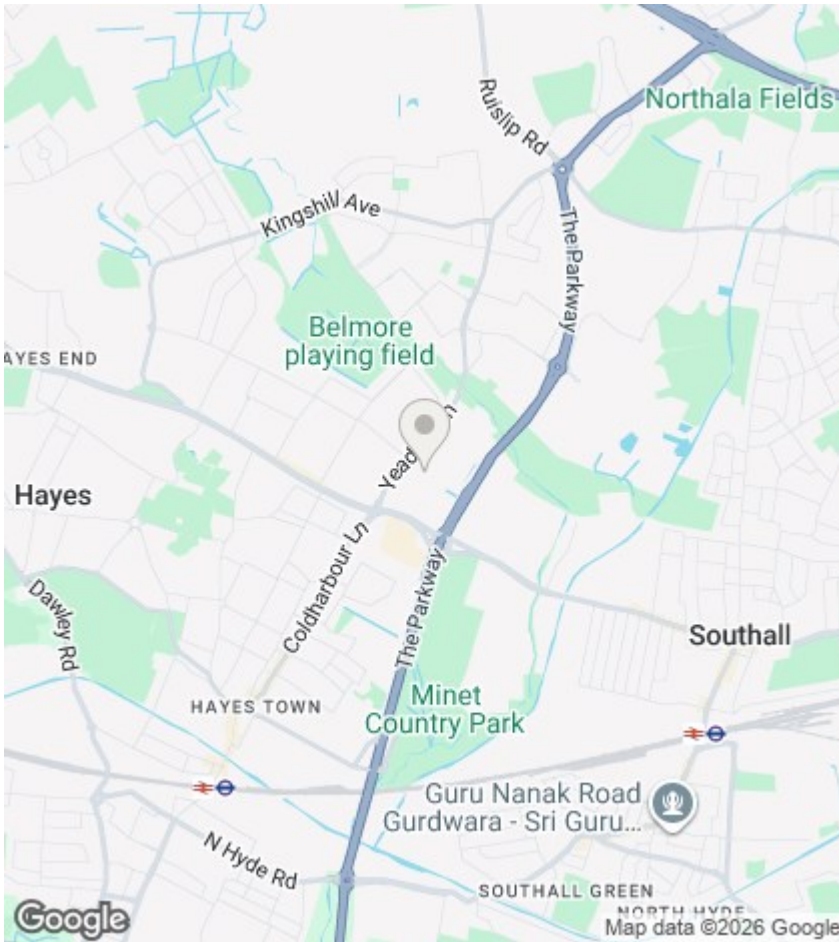 Northala Fields
Ruislip Rd
Kingshill Ave
The Parkway
Belmore
playing field
AYES END
Hayes
Coldharbour Ln
The Parkway
Dawley Rd
Southall
Minet
Country Park
HAYES TOWN
Guru Nanak Road
Gurdwara - Sri Guru...
N Hyde Rd
SOUTHALL GREEN
NORTH HYDE
Google
Map data ©2026 Google